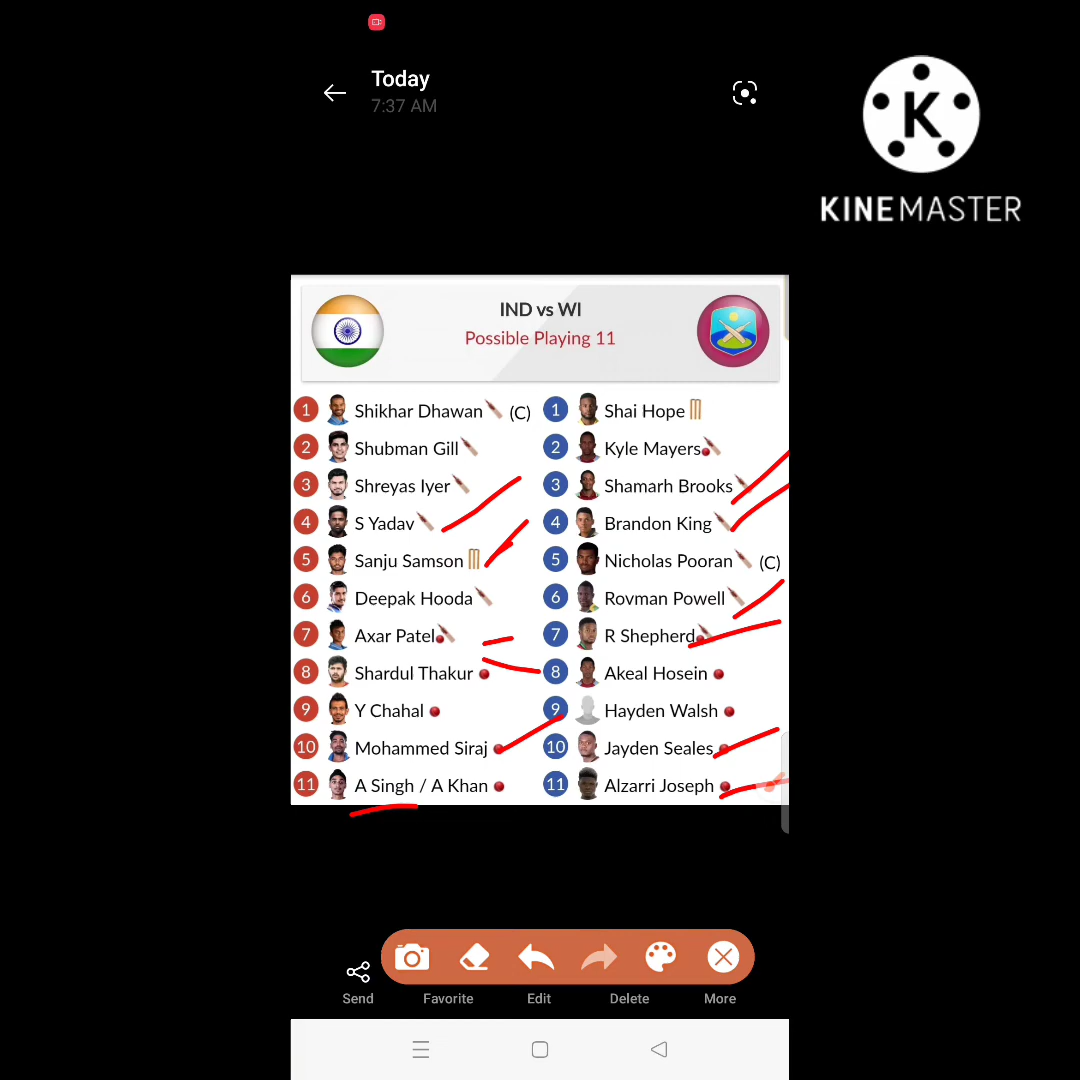 Today
7:37 AM
K
KINEMASTER
IND vs WI
Possible Playing 11
1 Shikhar Dhawan (C)
2 Shubman Gill
3 Shreyas Iyer
4 S Yadav
5 Sanju Samson
6 Deepak Hooda
7 Axar Patel
8 Shardul Thakur
9 Y Chahal
10 Mohammed Siraj
11 A Singh / A Khan
1 Shai Hope
2 Kyle Mayers
3 Shamarh Brooks
4 Brandon King
5 Nicholas Pooran (C)
6 Rovman Powell
7 R Shepherd
8 Akeal Hosein
9 Hayden Walsh
10 Jayden Seales
11 Alzarri Joseph
Send Favorite Edit Delete More